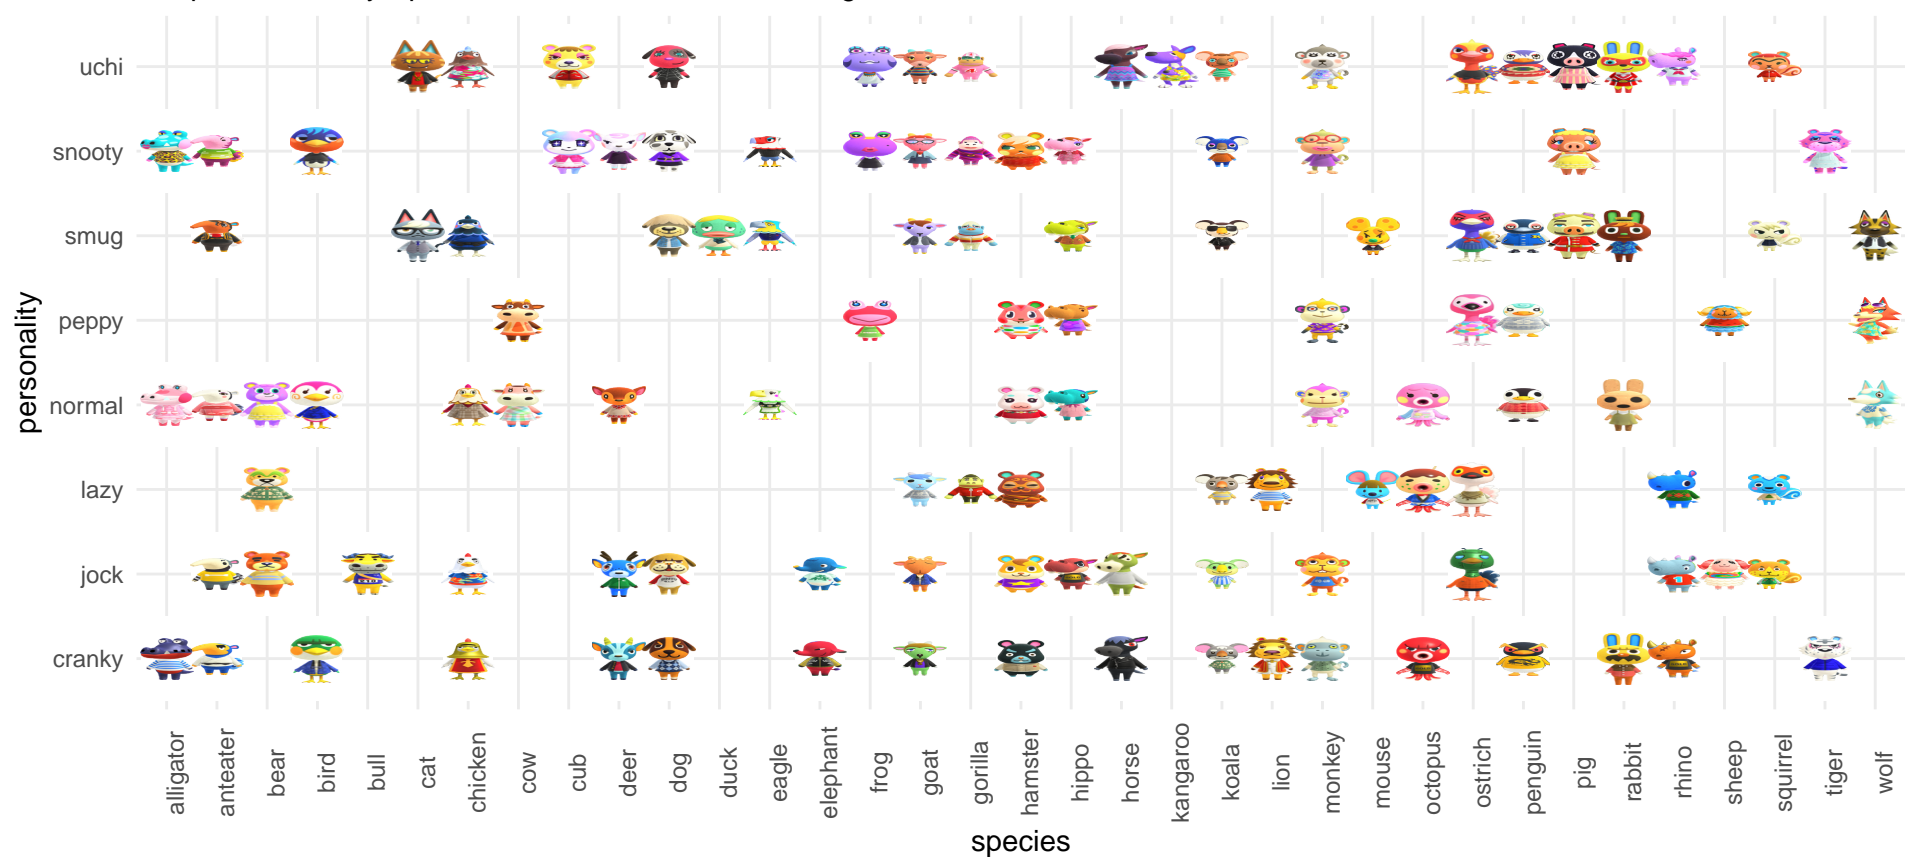 uchi
snooty
smug
peppy
normal
lazy
jock
cranky
personality
alligator
anteater
bear
bird
bull
cat
chicken
cow
cub
deer
dog
duck
eagle
elephant
frog
goat
gorilla
hamster
hippo
horse
kangaroo
koala
lion
monkey
mouse
octopus
ostrich
penguin
pig
rabbit
rhino
sheep
squirrel
tiger
wolf
species